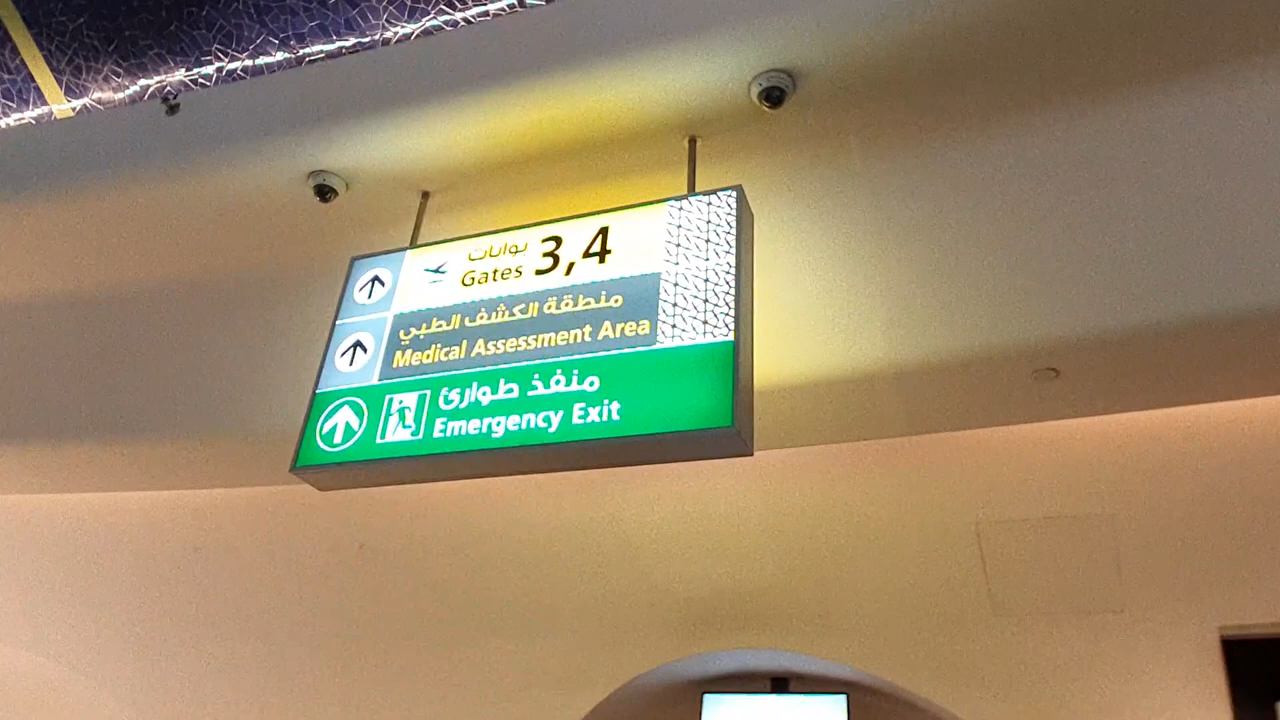 بوابات
Gates 3,4
منطقة الكشف الطبي
Medical Assessment Area
منفذ طوارئ
Emergency Exit